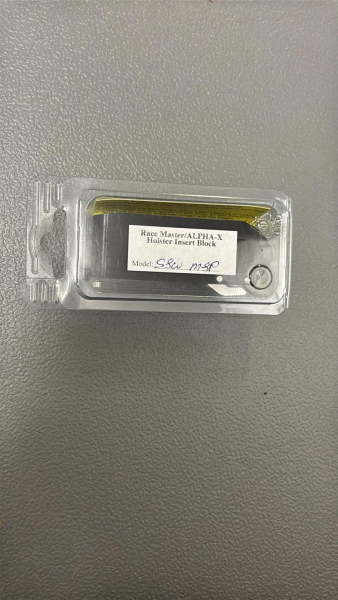 Race Master/ALPHA-X
Holster Insert Block
Model: S&W M&P